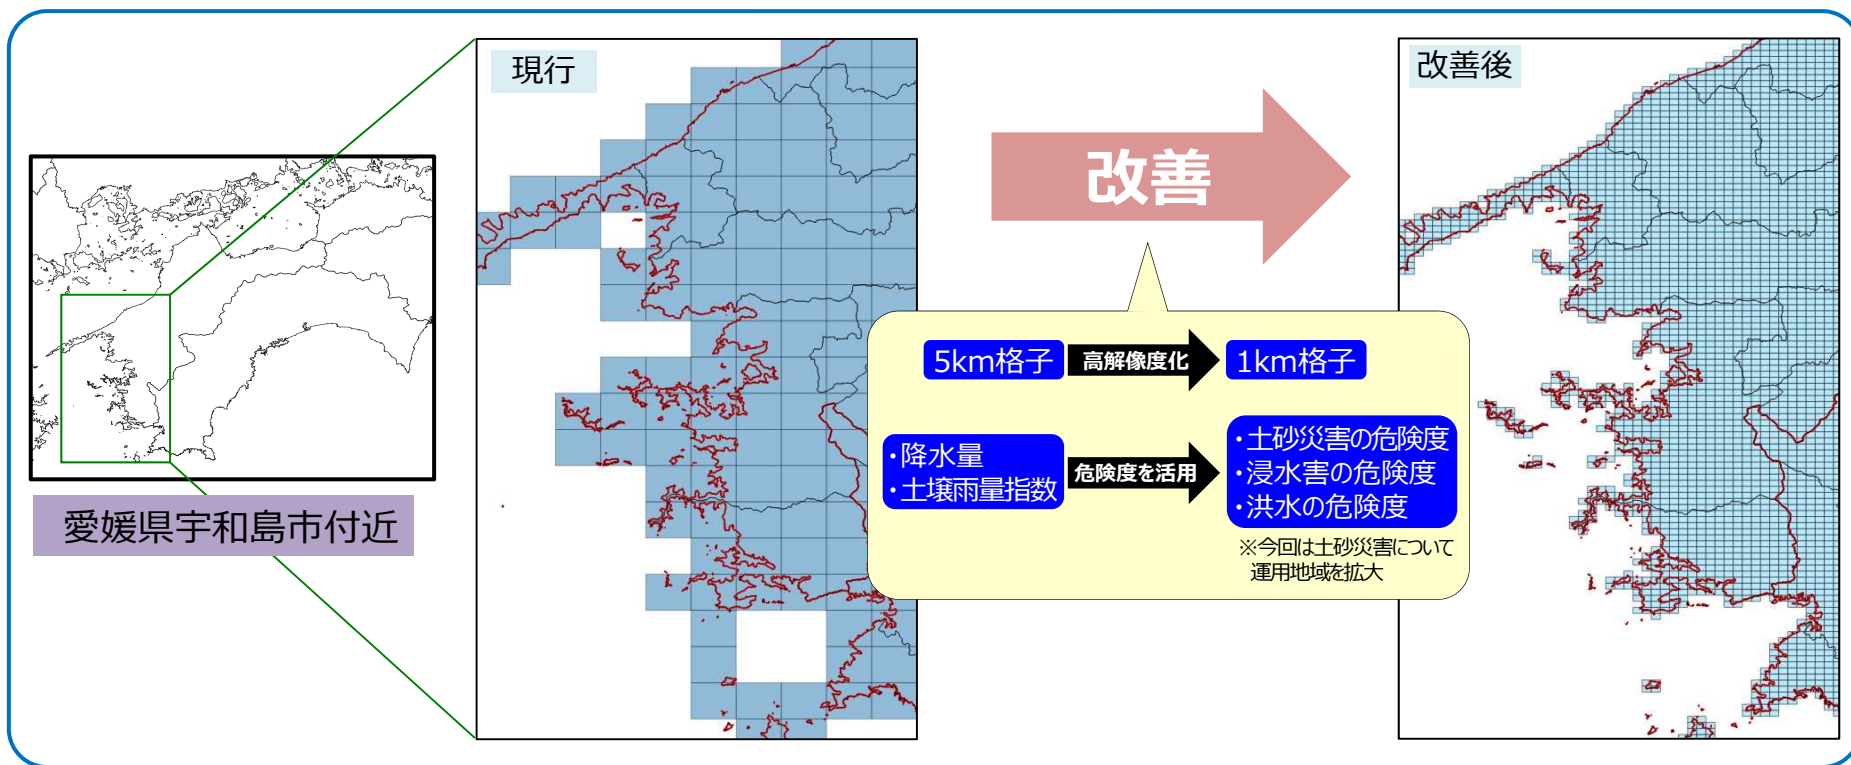 現行
改善後
改善
5km格子
高解像度化
1km格子
・降水量
・土壌雨量指数
危険度を活用
・土砂災害の危険度
・浸水害の危険度
・洪水の危険度
※今回は土砂災害について
運用地域を拡大
愛媛県宇和島市付近